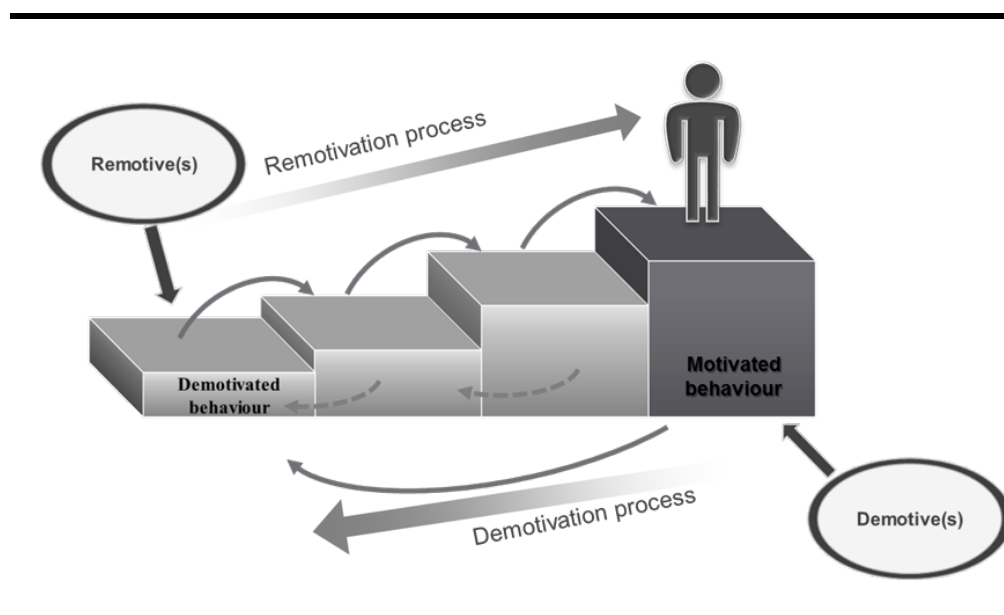 Remotive(s)
Remotivation process
Demotivated
behaviour
Motivated
behaviour
Demotivation process
Demotive(s)